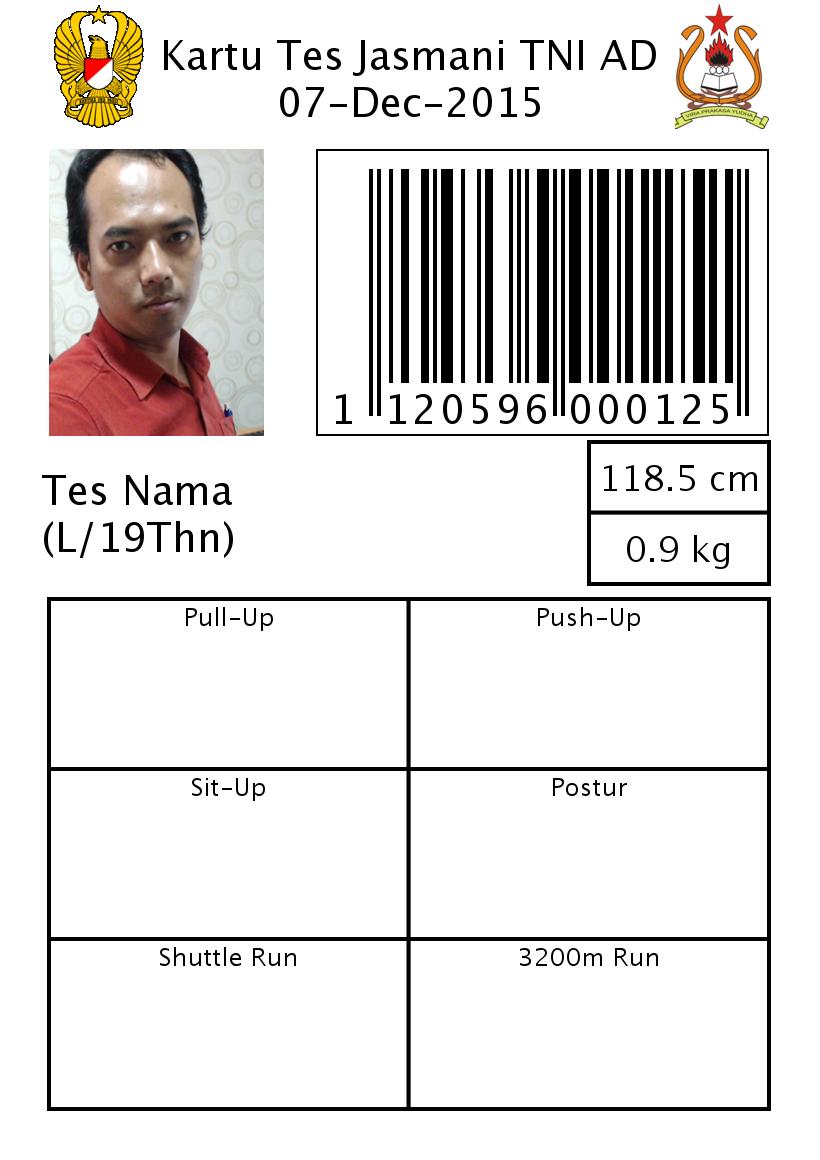 Kartu Tes Jasmani TNI AD
07-Dec-2015
VIRA PRAKASA YUDHA
1 120596 000125
Tes Nama
(L/19Thn)
118.5 cm
0.9 kg
Pull-Up
Push-Up
Sit-Up
Postur
Shuttle Run
3200m Run